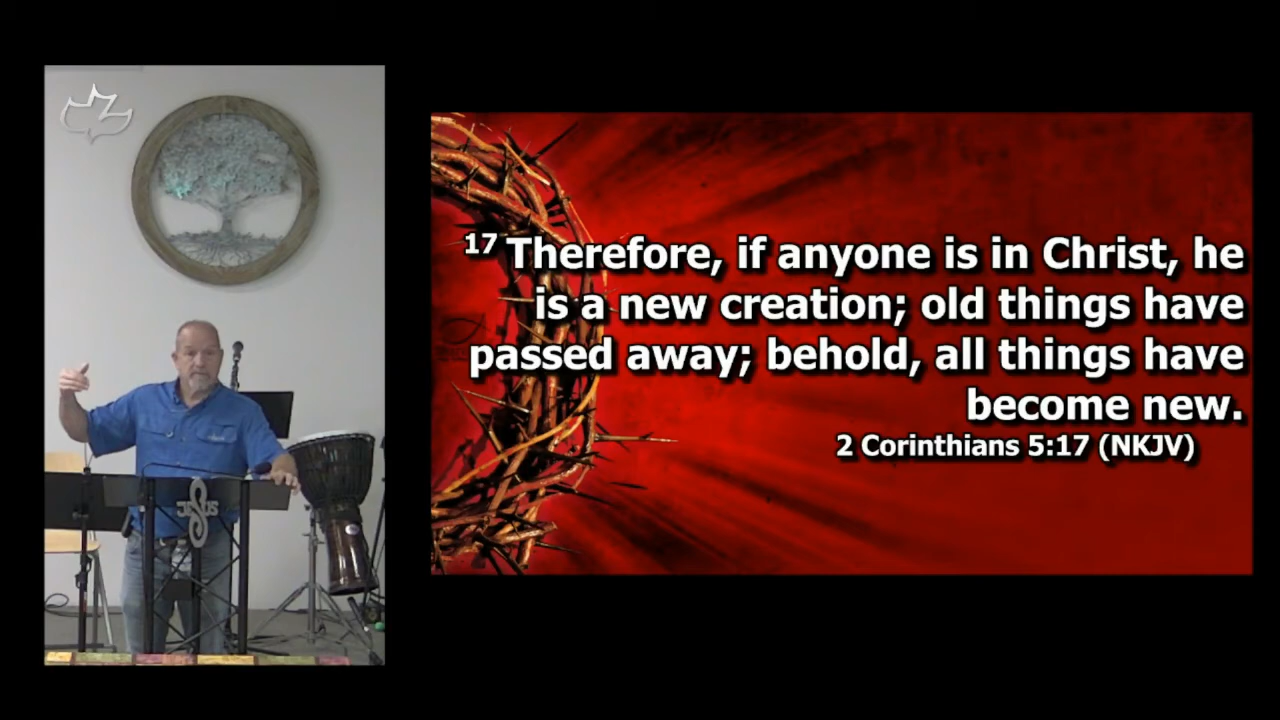 17 Therefore, if anyone is in Christ, he
is a new creation; old things have
passed away; behold, all things have
become new.
2 Corinthians 5:17 (NKJV)
JESUS